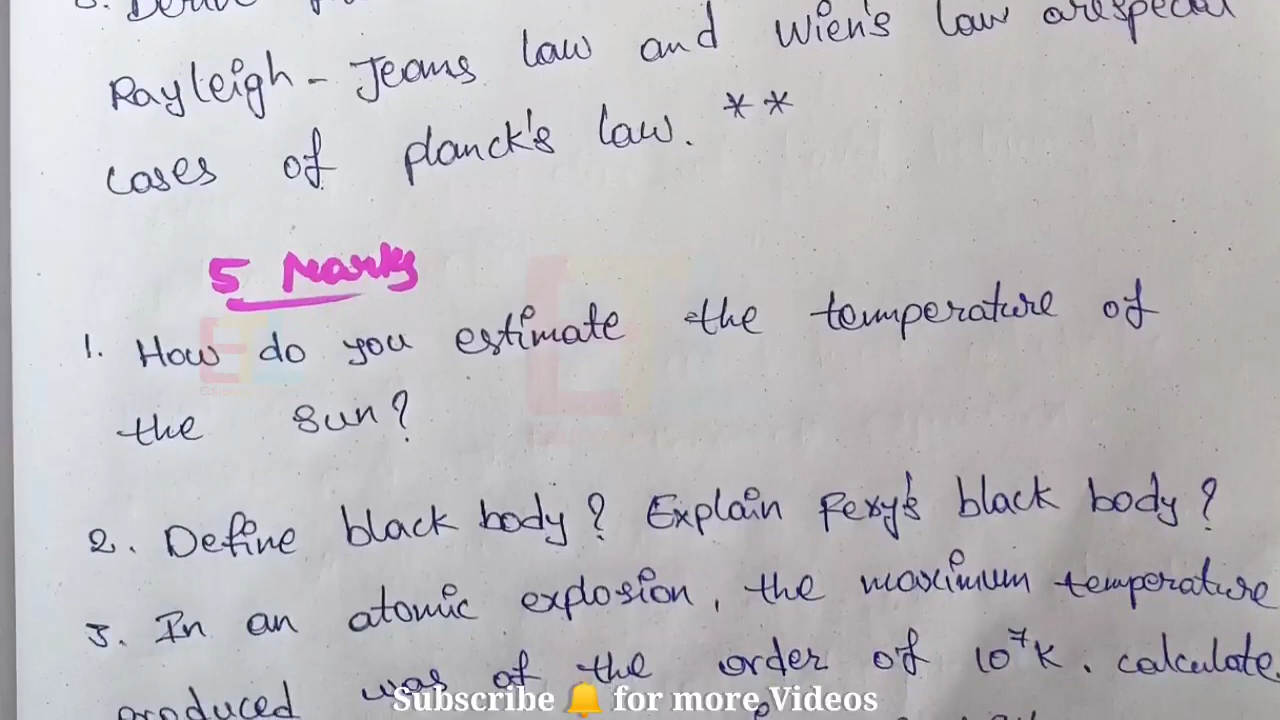 Rayleigh - Jeans law and Wien's law are special
cases of planck's law. **
5 Marks
1. How do you estimate the temperature of
the sun?
2. Define black body? Explain Fery's black body?
3. In an atomic explosion, the maximum temperature
produced was of the order of 10⁷K. calculate
Subscribe 🔔 for more Videos